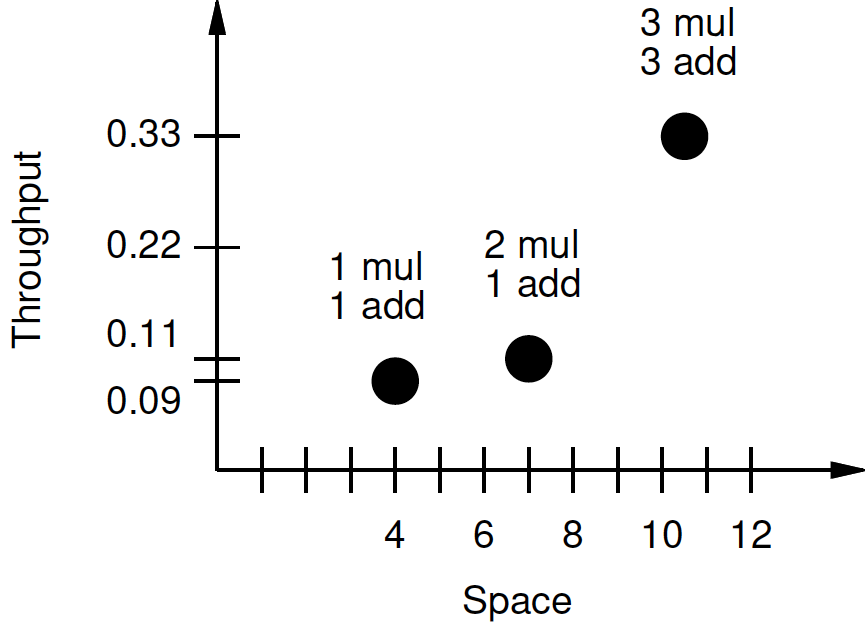 3 mul
3 add
0.33
2 mul
1 add
0.22
1 mul
1 add
0.11
0.09
Throughput
4 6 8 10 12
Space